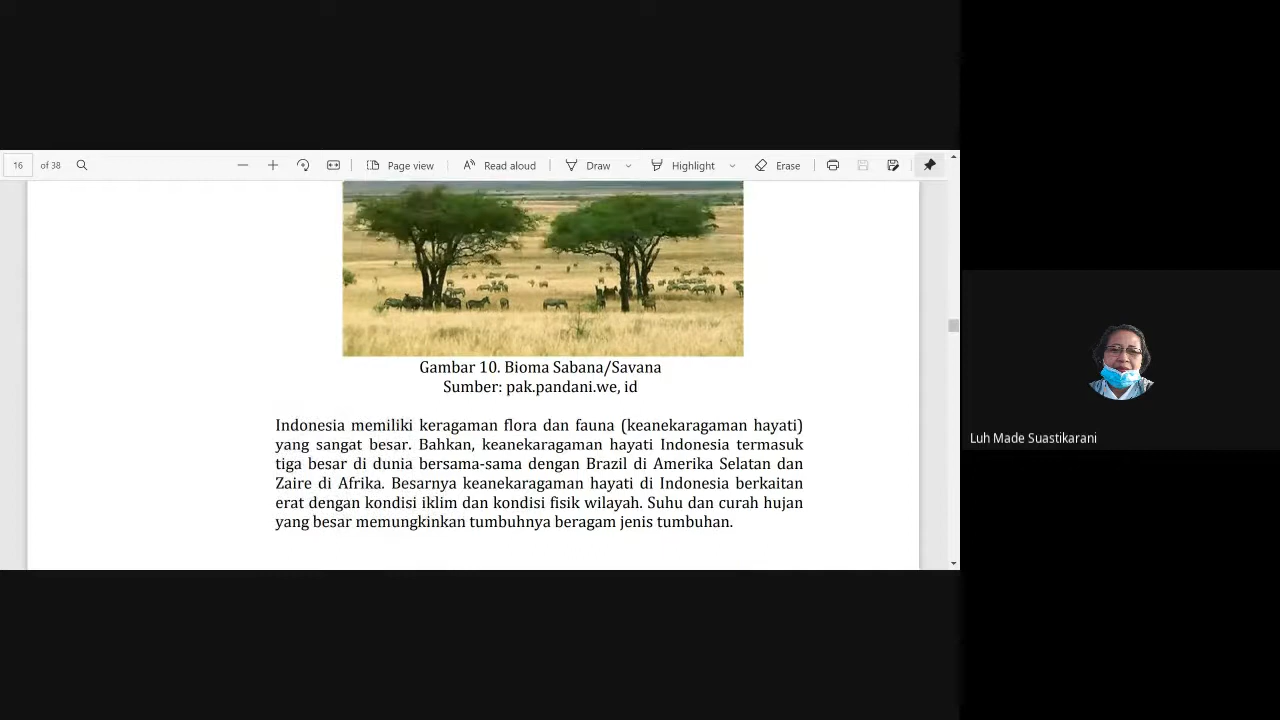 16 of 38 Page view Read aloud Draw Highlight Erase
Gambar 10. Bioma Sabana/Savana
Sumber: pak.pandani.we, id
Indonesia memiliki keragaman flora dan fauna (keanekaragaman hayati)
yang sangat besar. Bahkan, keanekaragaman hayati Indonesia termasuk
tiga besar di dunia bersama-sama dengan Brazil di Amerika Selatan dan
Zaire di Afrika. Besarnya keanekaragaman hayati di Indonesia berkaitan
erat dengan kondisi iklim dan kondisi fisik wilayah. Suhu dan curah hujan
yang besar memungkinkan tumbuhnya beragam jenis tumbuhan.
Luh Made Suastikarani